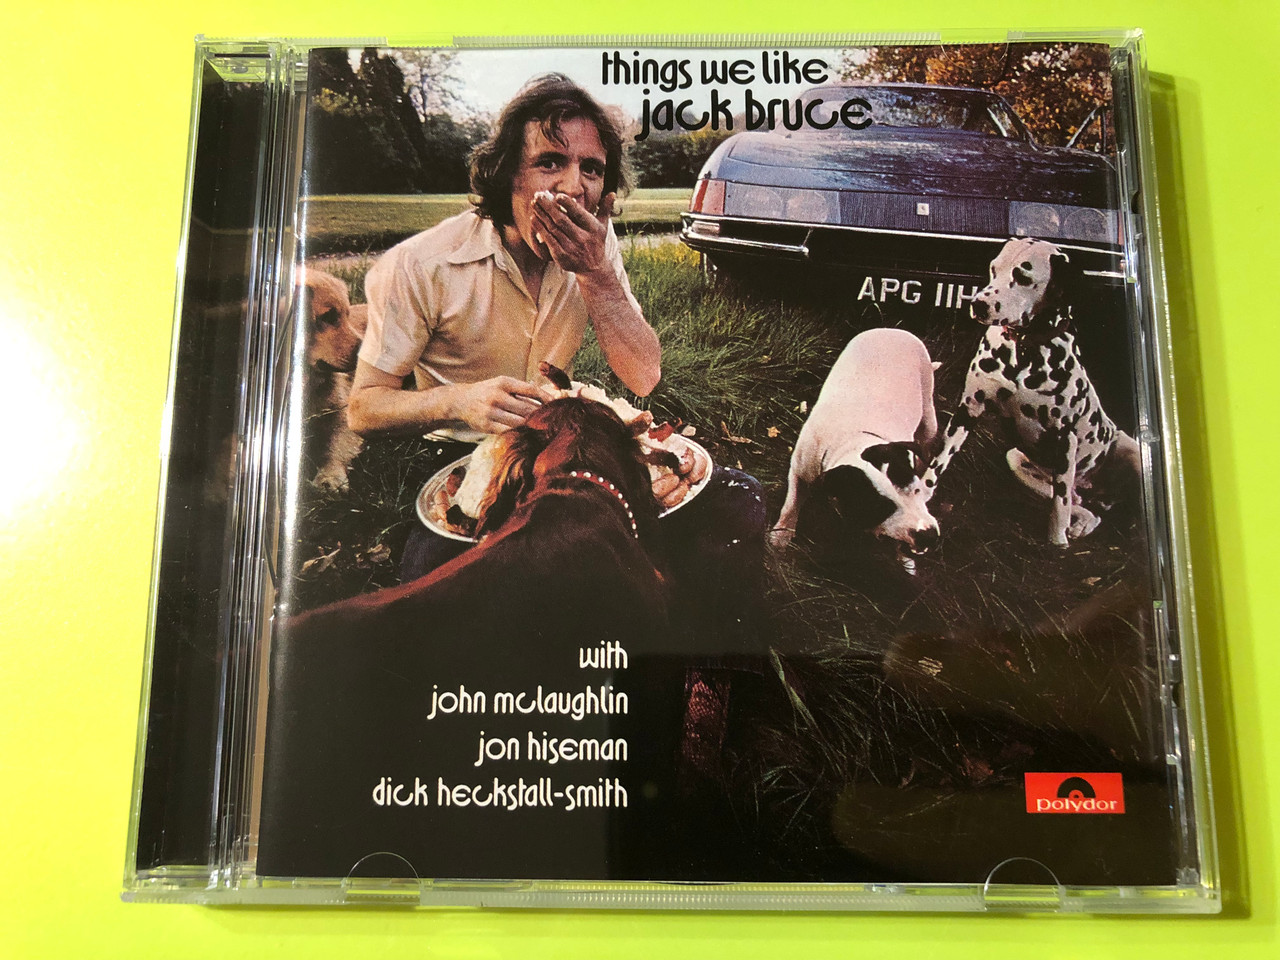 things we like
jack bruce
APG 11H
with
john mclaughlin
jon hiseman
dick heckstall-smith
polydor